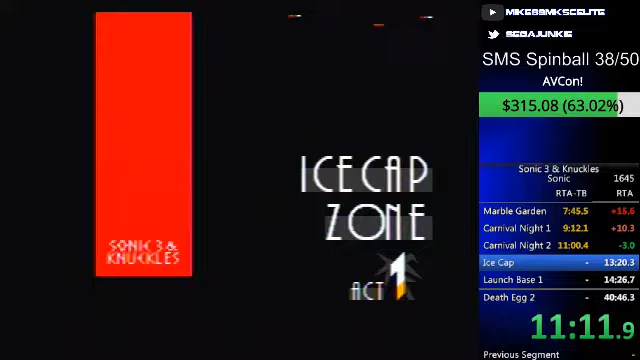 MIKE89MKSCELITE
SEGAJUNKIE
SMS Spinball 38/50
AVCon!
$315.08 (63.02%)
ICECAP
ZONE
ACT 1
SONIC 3 &
KNUCKLES
Sonic 3 & Knuckles
Sonic 1645
RTA-TB RTA
Marble Garden 7:45.5 +15.6
Carnival Night 1 9:12.1 +10.3
Carnival Night 2 11:00.4 -3.0
Ice Cap - 13:20.3
Launch Base 1 - 14:26.7
Death Egg 2 - 40:46.3
11:11.9
Previous Segment -